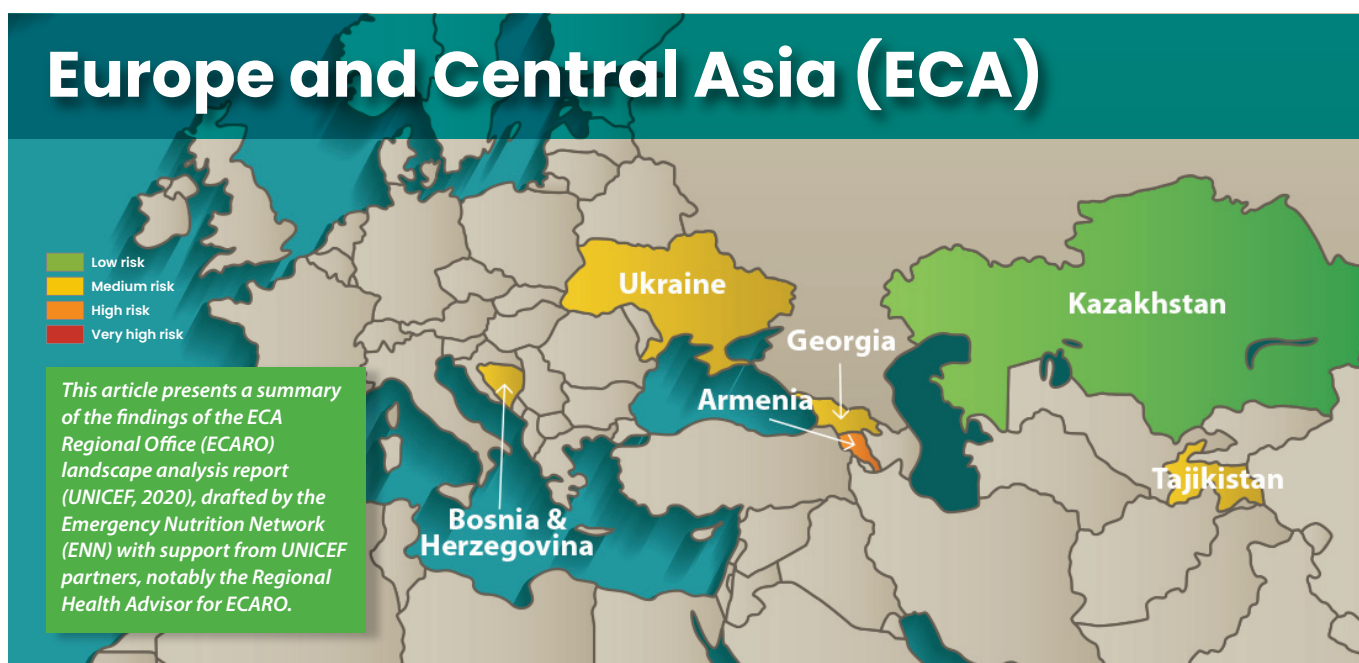 Europe and Central Asia (ECA)
Low risk
Medium risk
High risk
Very high risk
This article presents a summary
of the findings of the ECA
Regional Office (ECARO)
landscape analysis report
(UNICEF, 2020), drafted by the
Emergency Nutrition Network
(ENN) with support from UNICEF
partners, notably the Regional
Health Advisor for ECARO.
Ukraine
Kazakhstan
Georgia
Armenia
Tajikistan
Bosnia &
Herzegovina